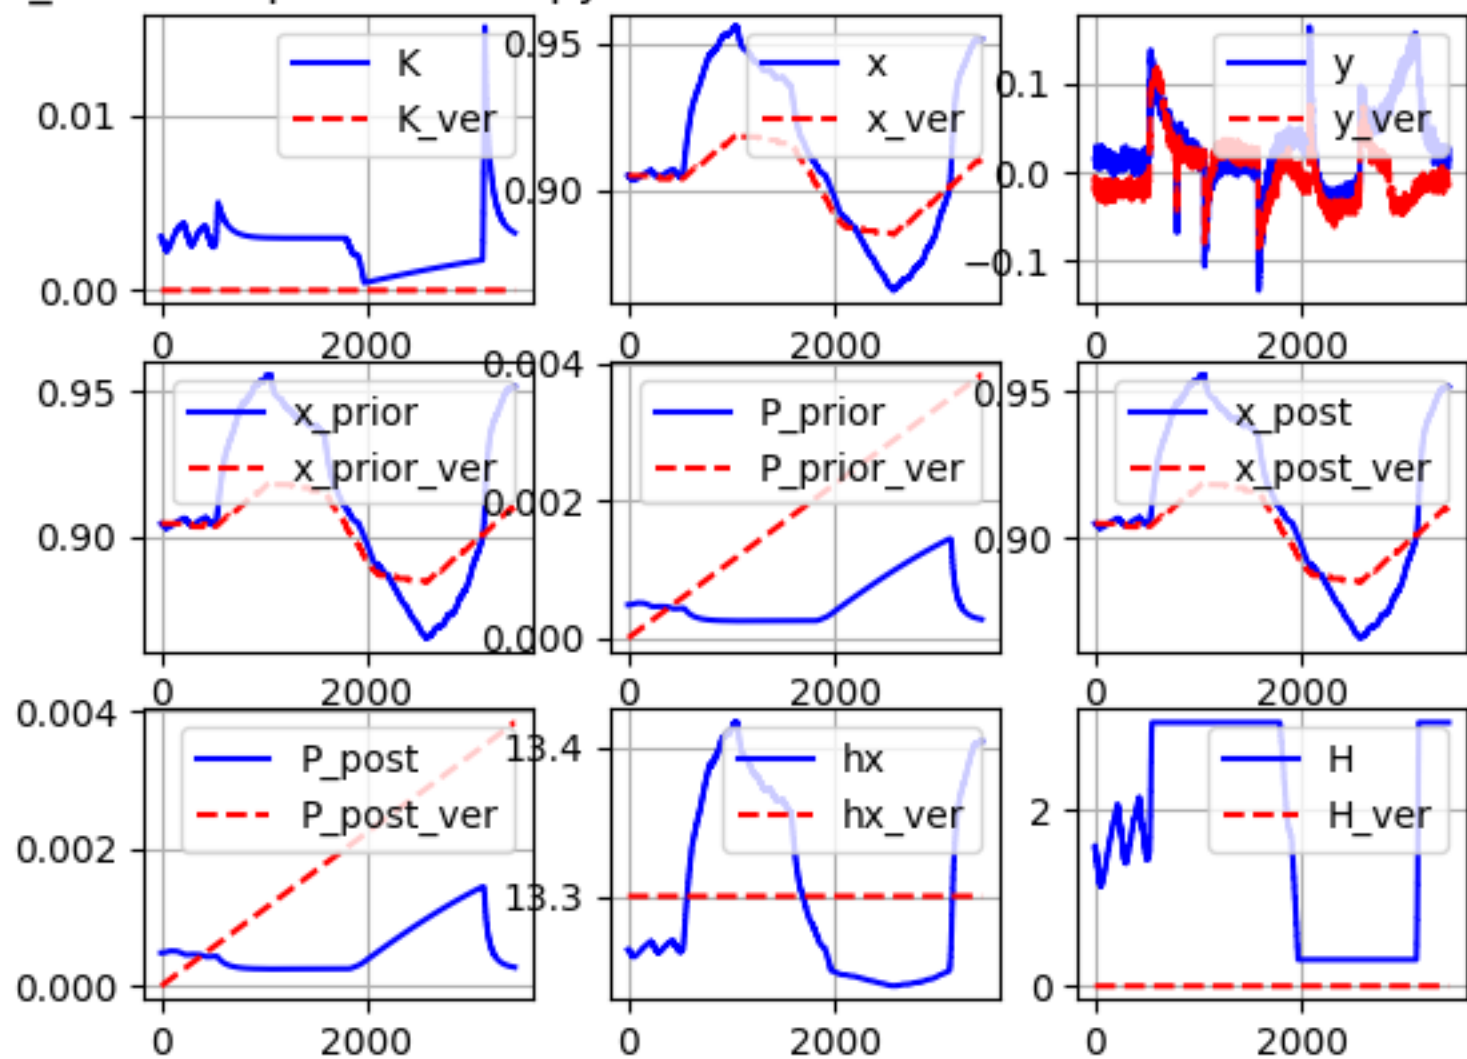 K
K_ver
0.01
0.00
0
2000
x
x_ver
0.95
0.90
0
2000
y
y_ver
0.1
0.0
−0.1
0
2000
x_prior
x_prior_ver
0.95
0.90
0
2000
P_prior
P_prior_ver
0.004
0.002
0.000
0
2000
x_post
x_post_ver
0.95
0.90
0
2000
P_post
P_post_ver
0.004
0.002
0.000
0
2000
hx
hx_ver
13.4
13.3
0
2000
H
H_ver
2
0
0
2000